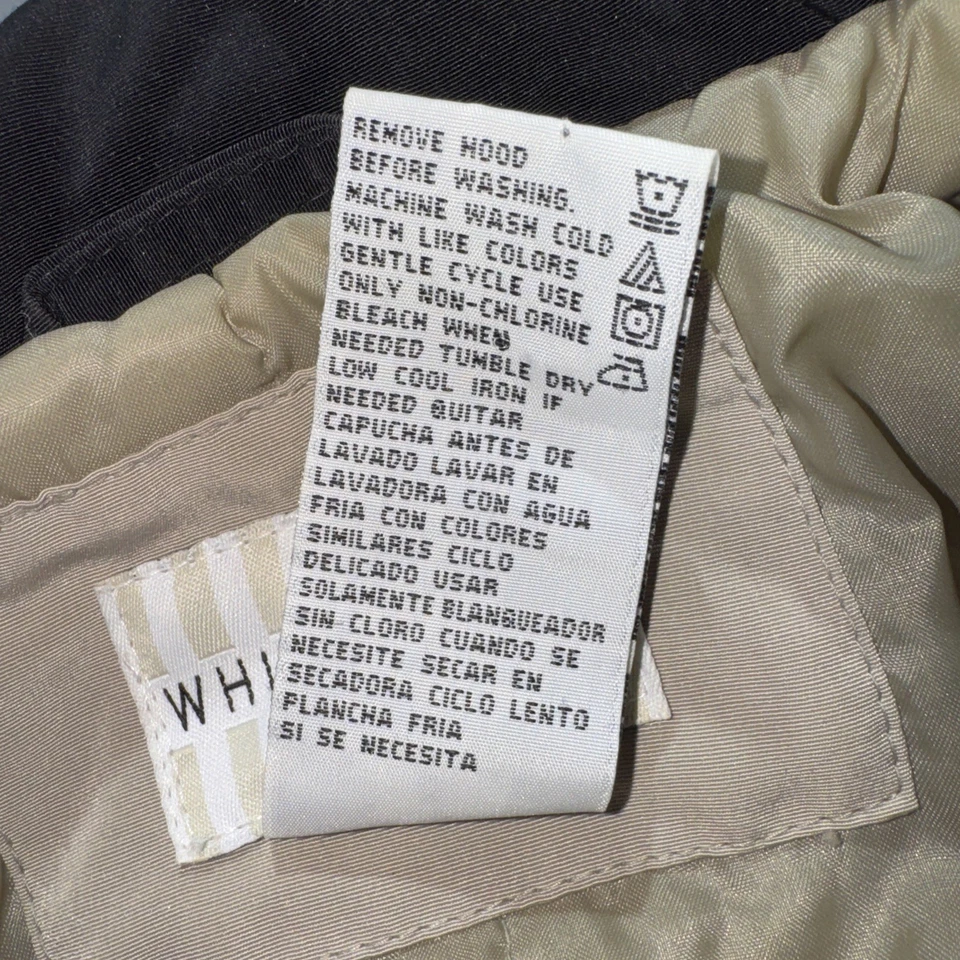 REMOVE HOOD
BEFORE WASHING.
MACHINE WASH COLD
WITH LIKE COLORS
GENTLE CYCLE USE
ONLY NON-CHLORINE
BLEACH WHEN
NEEDED TUMBLE DRY
LOW COOL IRON IF
NEEDED QUITAR
CAPUCHA ANTES DE
LAVADO LAVAR EN
LAVADORA CON AGUA
FRIA CON COLORES
SIMILARES CICLO
DELICADO USAR
SOLAMENTE BLANQUEADOR
SIN CLORO CUANDO SE
NECESITE SECAR EN
SECADORA CICLO LENTO
PLANCHA FRIA
SI SE NECESITA